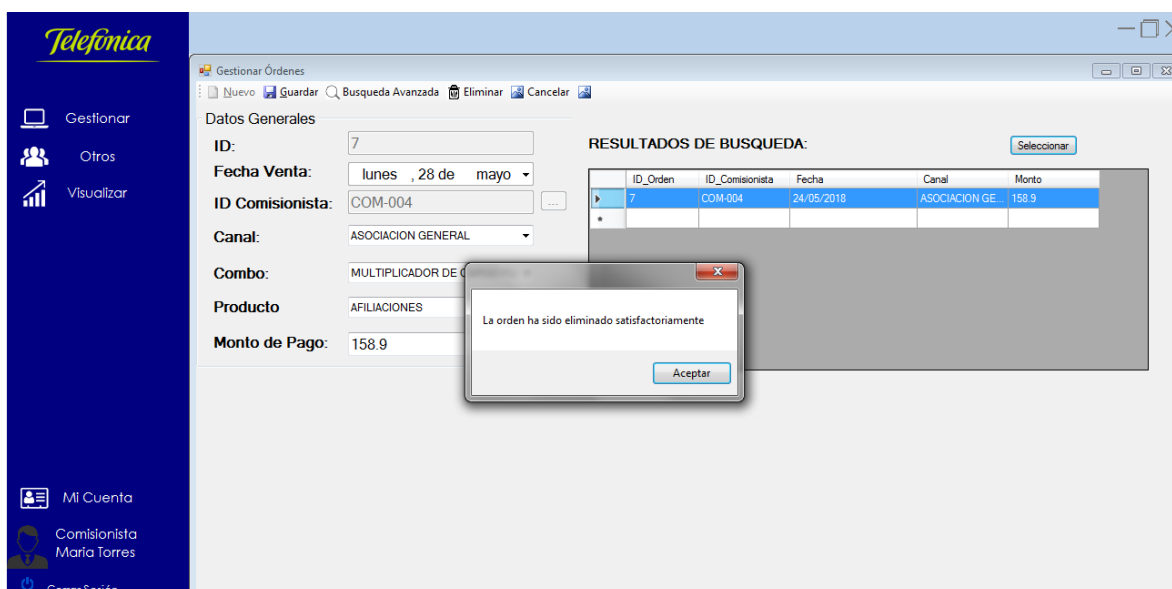 Telefónica
Gestionar
Otros
Visualizar
Mi Cuenta
Comisionista
Maria Torres
Gestionar Órdenes
Nuevo Guardar Busqueda Avanzada Eliminar Cancelar
Datos Generales
ID: 7
Fecha Venta: lunes , 28 de mayo
ID Comisionista: COM-004 ...
Canal: ASOCIACION GENERAL
Combo: MULTIPLICADOR DE
Producto AFILIACIONES
Monto de Pago: 158.9
RESULTADOS DE BUSQUEDA: Seleccionar
ID_Orden ID_Comisionista Fecha Canal Monto
7 COM-004 24/05/2018 ASOCIACION GE... 158.9
La orden ha sido eliminado satisfactoriamente
Aceptar